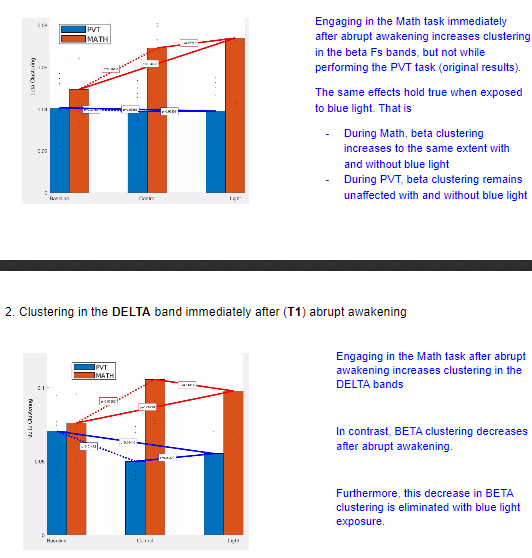 PVT
MATH
Engaging in the Math task immediately
after abrupt awakening increases clustering
in the beta Fs bands, but not while
performing the PVT task (original results).
The same effects hold true when exposed
to blue light. That is
- During Math, beta clustering
increases to the same extent with
and without blue light
- During PVT, beta clustering remains
unaffected with and without blue light
beta Clustering
Baseline
Control
Light
2. Clustering in the DELTA band immediately after (T1) abrupt awakening
PVT
MATH
Engaging in the Math task after abrupt
awakening increases clustering in the
DELTA bands
In contrast, BETA clustering decreases
after abrupt awakening.
Furthermore, this decrease in BETA
clustering is eliminated with blue light
exposure.
delta Clustering
0.1
Baseline
Control
Light